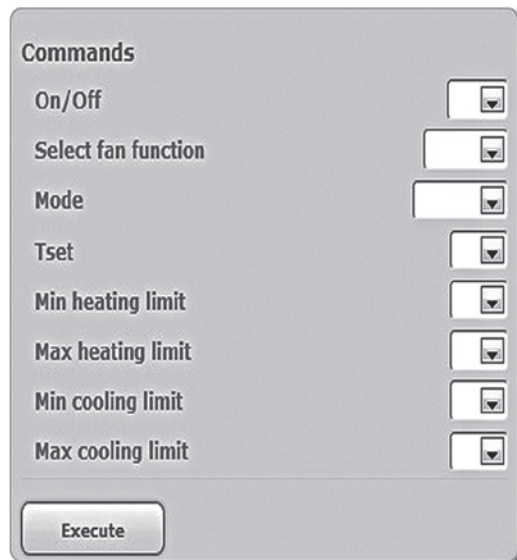 Commands
On/Off
Select fan function
Mode
Tset
Min heating limit
Max heating limit
Min cooling limit
Max cooling limit
Execute